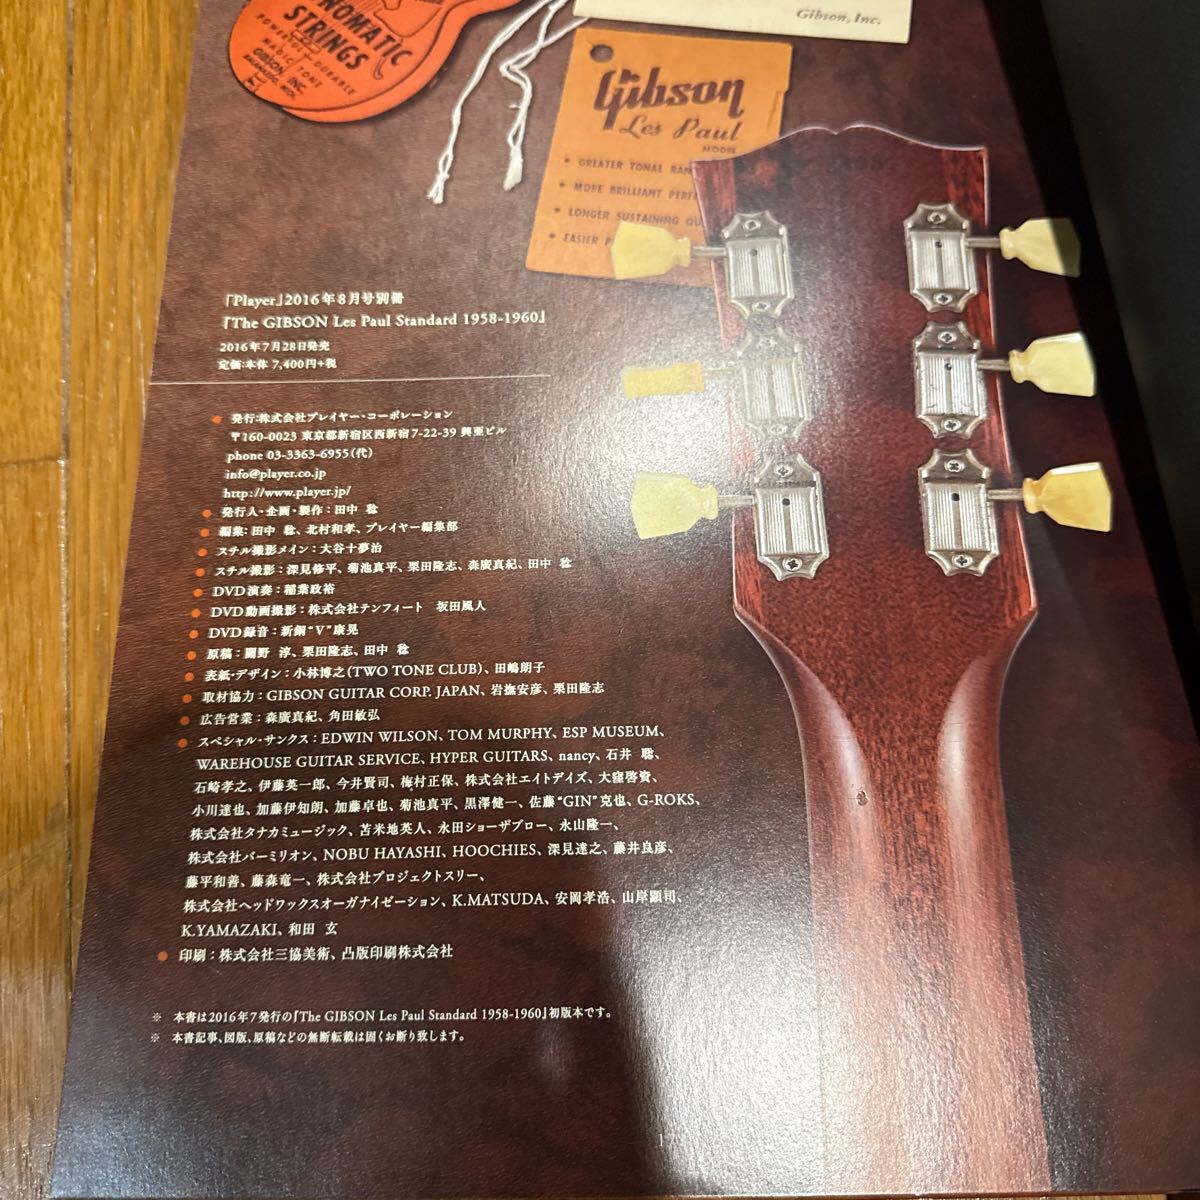 NOMATIC
STRINGS
POWERFUL · DURABLE
MAGIC TONE
GIBSON INC.
KALAMAZOO, MICH.
Gibson, Inc.
Gibson
Les Paul
MODEL
• GREATER TONAL RAN
• MORE BRILLIANT PERF
• LONGER SUSTAINING QU
• EASIER P
「Player」2016年8月号別冊
『The GIBSON Les Paul Standard 1958-1960』
2016年7月28日発売
定価:本体 7,400円+税
● 発行:株式会社プレイヤー・コーポレーション
〒160-0023 東京都新宿区西新宿7-22-39 興亜ビル
phone 03-3363-6955(代)
info@player.co.jp
http://www.player.jp/
● 発行人・企画・製作：田中 稔
● 編集：田中 稔、北村和孝、プレイヤー編集部
● スチル撮影メイン：大谷十夢治
● スチル撮影：深見修平、菊池真平、栗田隆志、森廣真紀、田中 稔
● DVD演奏：稲葉政裕
● DVD動画撮影：株式会社テンフィート 坂田風人
● DVD録音：新銅“V”康晃
● 原稿：關野 淳、栗田隆志、田中 稔
● 表紙・デザイン：小林博之(TWO TONE CLUB)、田嶋朗子
● 取材協力：GIBSON GUITAR CORP. JAPAN、岩撫安彦、栗田隆志
● 広告営業：森廣真紀、角田敏弘
● スペシャル・サンクス：EDWIN WILSON、TOM MURPHY、ESP MUSEUM、
WAREHOUSE GUITAR SERVICE、HYPER GUITARS、nancy、石井 聡、
石崎孝之、伊藤英一郎、今井賢司、梅村正保、株式会社エイトデイズ、大窪啓資、
小川達也、加藤伊知朗、加藤卓也、菊池真平、黒澤健一、佐藤“GIN”克也、G-ROKS、
株式会社タナカミュージック、苫米地英人、永田ショーザブロー、永山隆一、
株式会社バーミリオン、NOBU HAYASHI、HOOCHIES、深見達之、藤井良彦、
藤平和善、藤森竜一、株式会社プロジェクトスリー、
株式会社ヘッドワックスオーガナイゼーション、K.MATSUDA、安岡孝浩、山岸顕司、
K.YAMAZAKI、和田 玄
● 印刷：株式会社三協美術、凸版印刷株式会社
※ 本書は2016年7発行の『The GIBSON Les Paul Standard 1958-1960』初版本です。
※ 本書記事、図版、原稿などの無断転載は固くお断り致します。